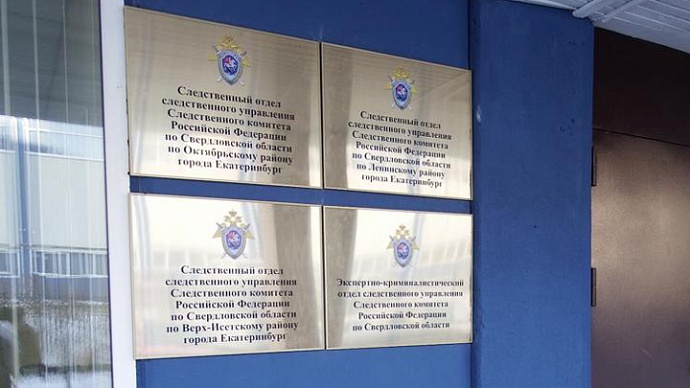 Следственный отдел
следственного управления
Следственного комитета
Российской Федерации
по Свердловской области
по Октябрьскому району
города Екатеринбург
Следственный отдел
следственного управления
Следственного комитета
Российской Федерации
по Свердловской области
по Ленинскому району
города Екатеринбург
Следственный отдел
следственного управления
Следственного комитета
Российской Федерации
по Свердловской области
по Верх-Исетскому району
города Екатеринбург
Экспертно-криминалистический
отдел следственного управления
Следственного комитета
Российской Федерации
по Свердловской области